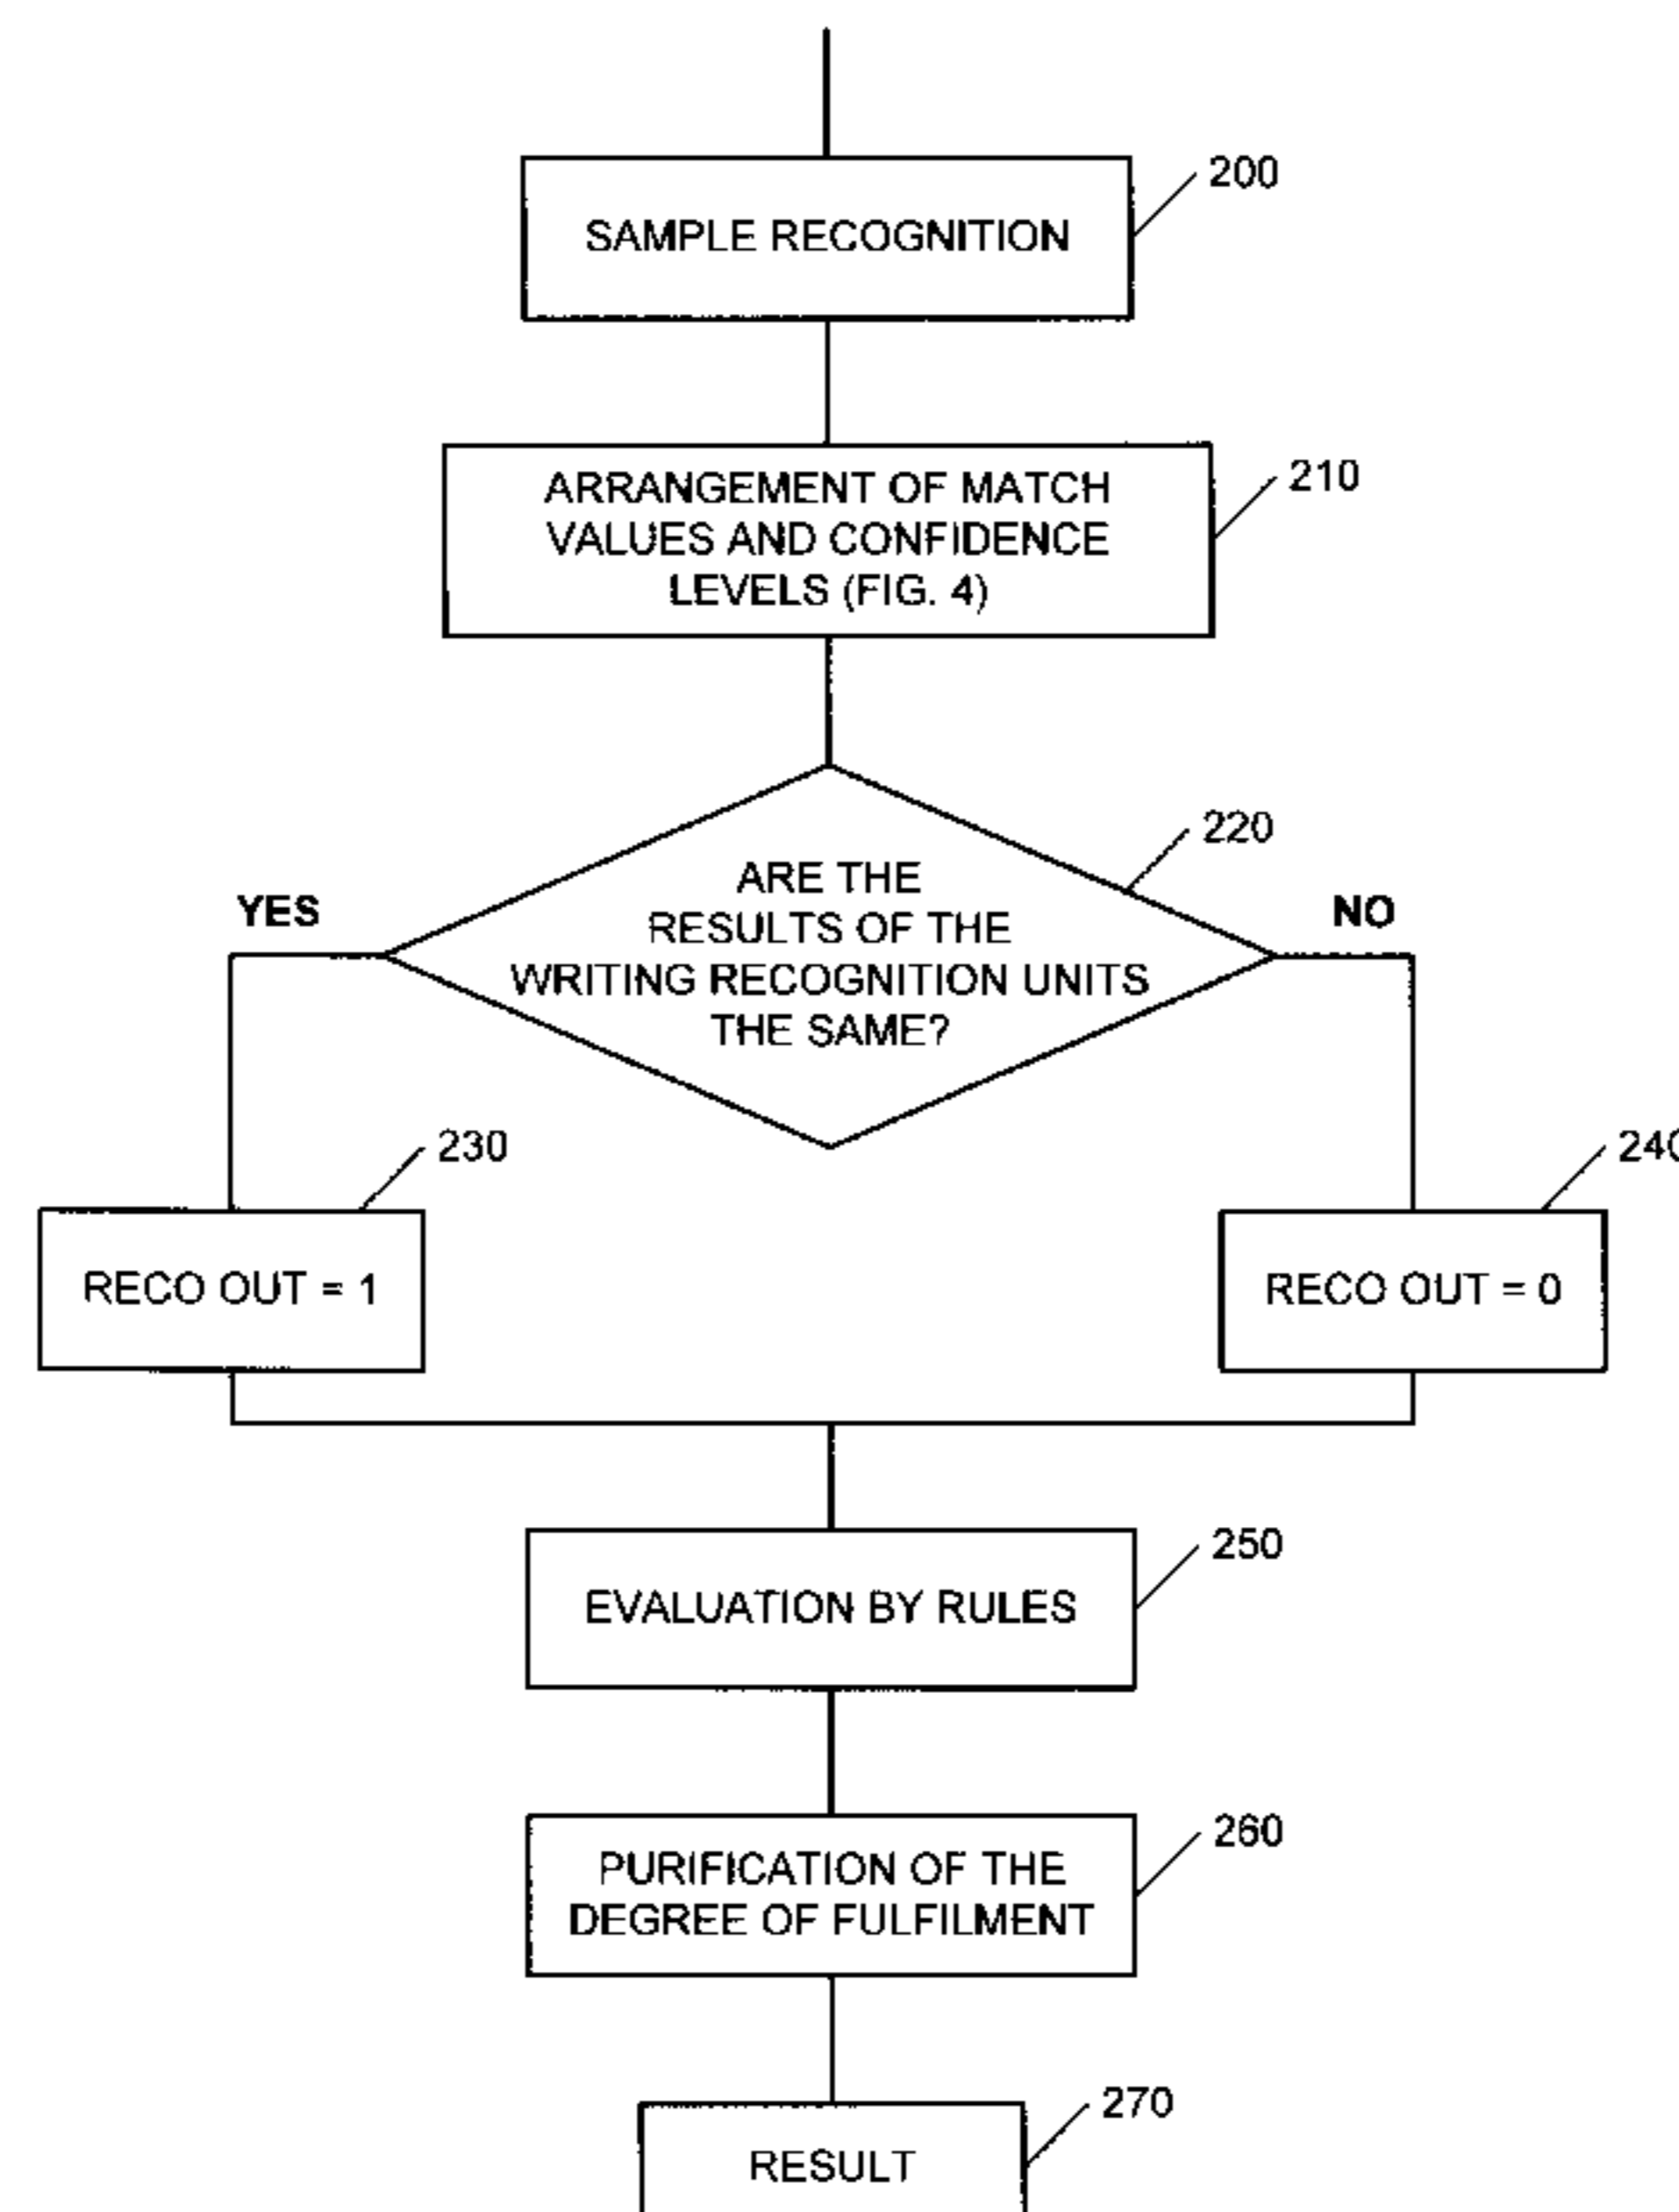 200
SAMPLE RECOGNITION
210
ARRANGEMENT OF MATCH
VALUES AND CONFIDENCE
LEVELS (FIG. 4)
220
ARE THE
RESULTS OF THE
WRITING RECOGNITION UNITS
THE SAME?
YES
NO
230
240
RECO OUT = 1
RECO OUT = 0
250
EVALUATION BY RULES
260
PURIFICATION OF THE
DEGREE OF FULFILMENT
270
RESULT